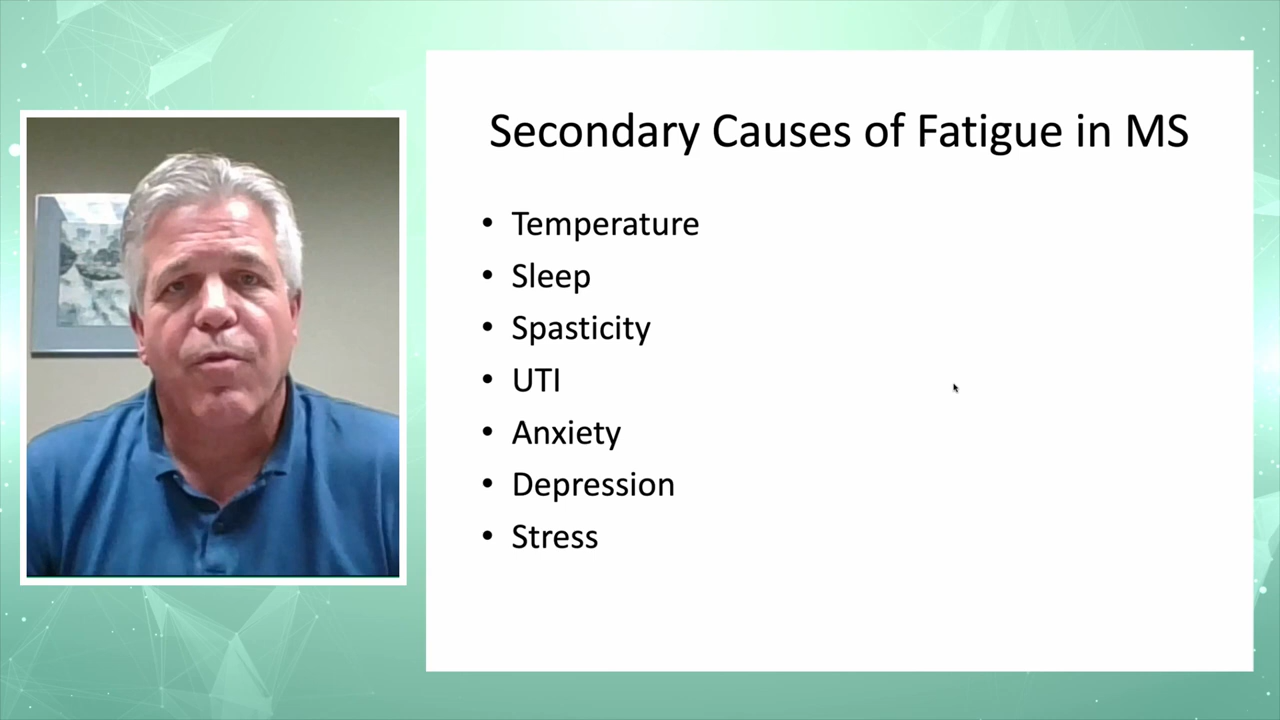 Secondary Causes of Fatigue in MS
• Temperature
• Sleep
• Spasticity
• UTI
• Anxiety
• Depression
• Stress